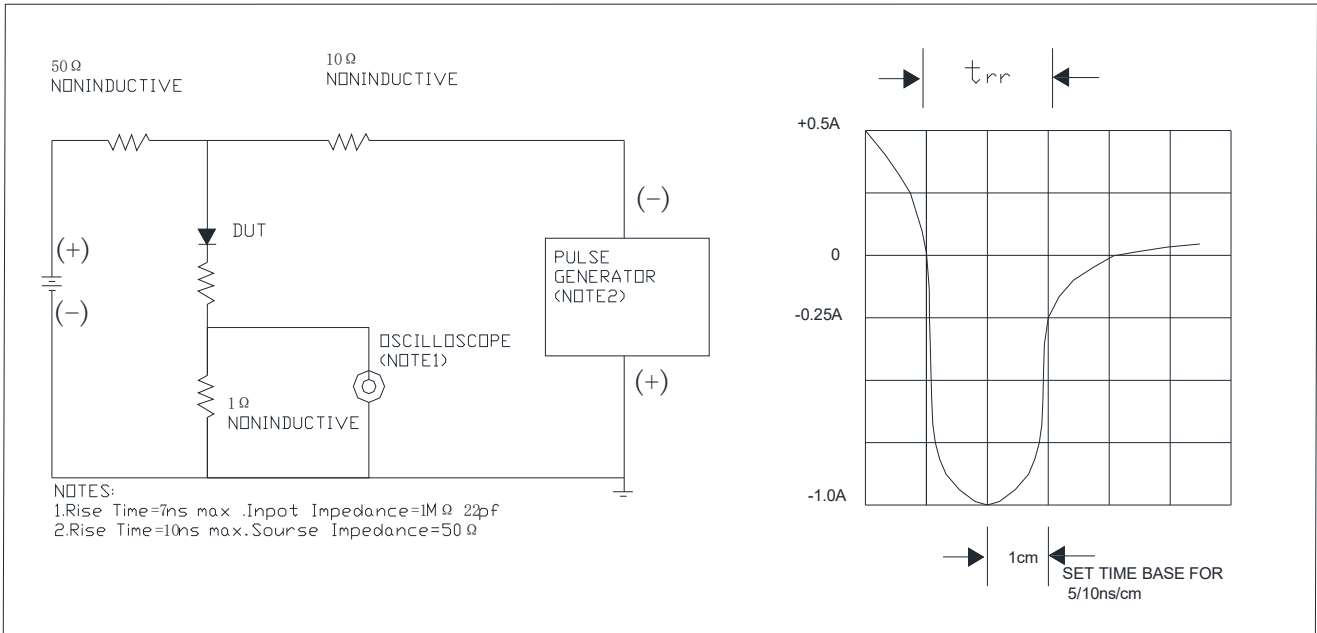 50Ω
NONINDUCTIVE
10Ω
NONINDUCTIVE
(+)
(-)
DUT
OSCILLOSCOPE
(NOTE1)
1Ω
NONINDUCTIVE
(-)
PULSE
GENERATOR
(NOTE2)
(+)
NOTES:
1.Rise Time=7ns max .Inpot Impedance=1MΩ 22pf
2.Rise Time=10ns max.Sourse Impedance=50Ω
trr
+0.5A
0
-0.25A
-1.0A
1cm
SET TIME BASE FOR
5/10ns/cm